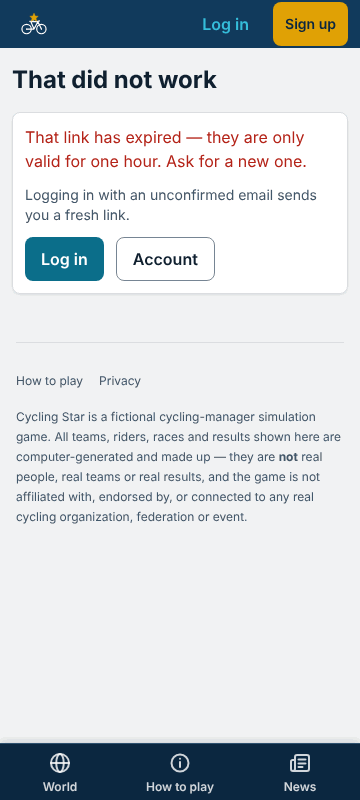 Log in
Sign up
That did not work
That link has expired — they are only
valid for one hour. Ask for a new one.
Logging in with an unconfirmed email sends
you a fresh link.
Log in
Account
How to play
Privacy
Cycling Star is a fictional cycling-manager simulation
game. All teams, riders, races and results shown here are
computer-generated and made up — they are not real
people, real teams or real results, and the game is not
affiliated with, endorsed by, or connected to any real
cycling organization, federation or event.
World
How to play
News